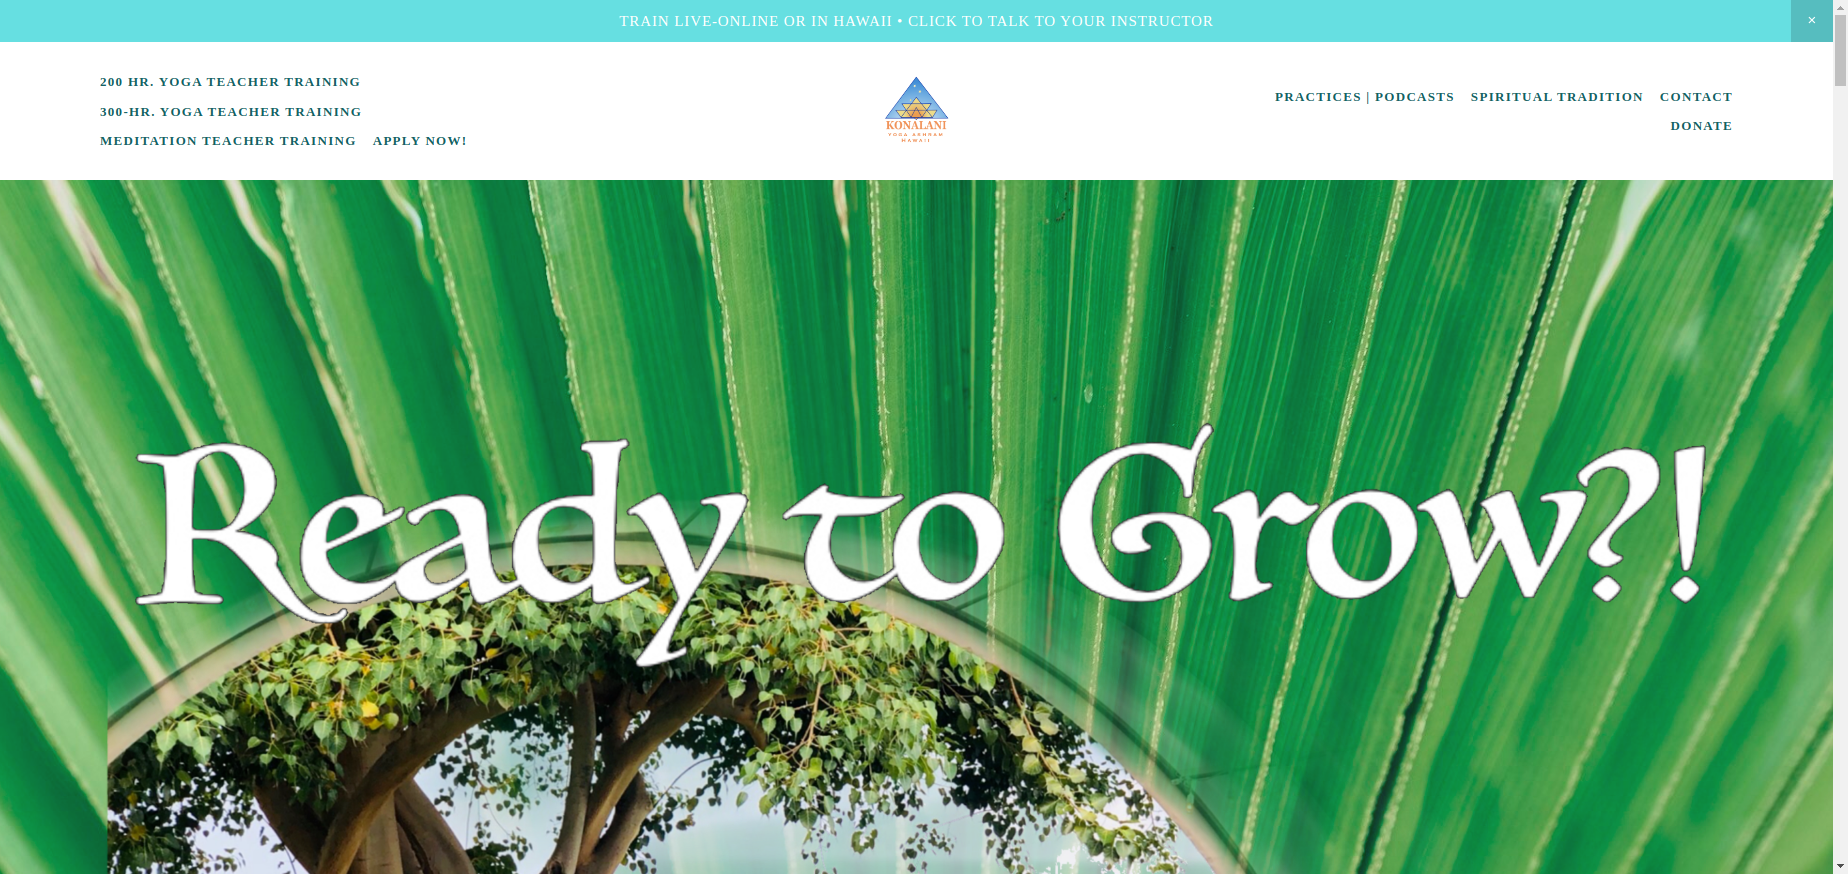 TRAIN LIVE-ONLINE OR IN HAWAII • CLICK TO TALK TO YOUR INSTRUCTOR
×
200 HR. YOGA TEACHER TRAINING
300-HR. YOGA TEACHER TRAINING
MEDITATION TEACHER TRAINING APPLY NOW!
KONALANI
YOGA ASHRAM
HAWAII
PRACTICES | PODCASTS SPIRITUAL TRADITION CONTACT
DONATE
Ready to Grow?!